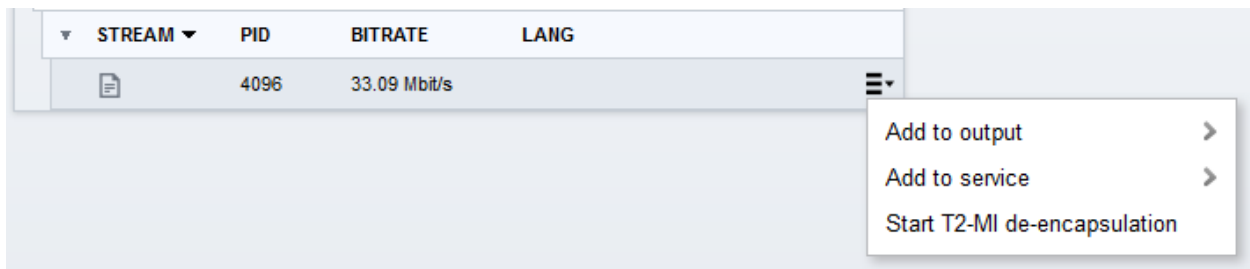 STREAM PID BITRATE LANG
4096 33.09 Mbit/s
Add to output
Add to service
Start T2-MI de-encapsulation